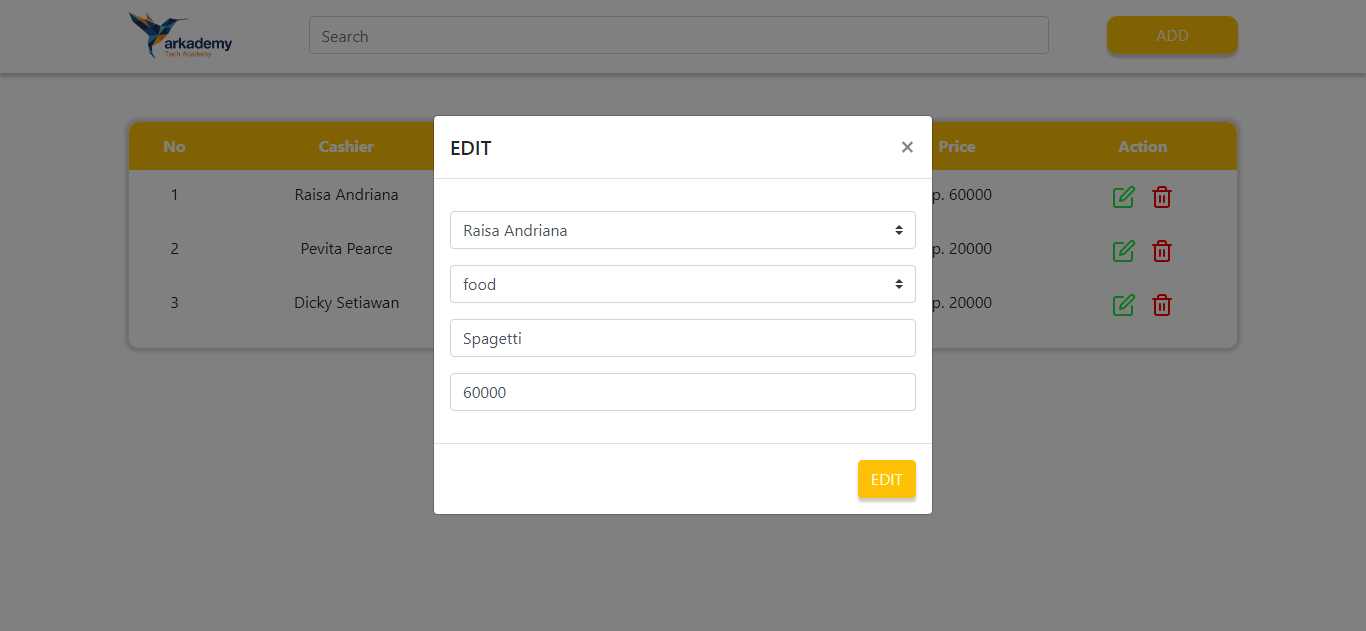 arkademy
Tech Academy
Search
ADD
No Cashier Price Action
1 Raisa Andriana p. 60000
2 Pevita Pearce p. 20000
3 Dicky Setiawan p. 20000
EDIT ×
Raisa Andriana
food
Spagetti
60000
EDIT